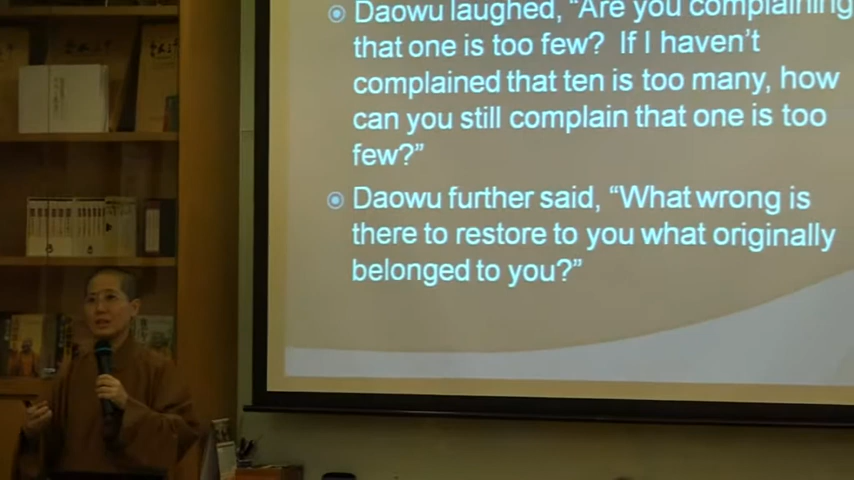 Daowu laughed, “Are you complaining
that one is too few?  If I haven’t
complained that ten is too many, how
can you still complain that one is too
few?”
Daowu further said, “What wrong is
there to restore to you what originally
belonged to you?”